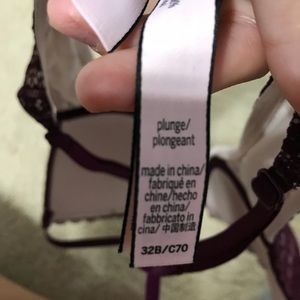 plunge/
plongeant
made in china/
fabriqué en
chine/hecho
en china/
fabbricato in
cina/中国制造
32B/C70